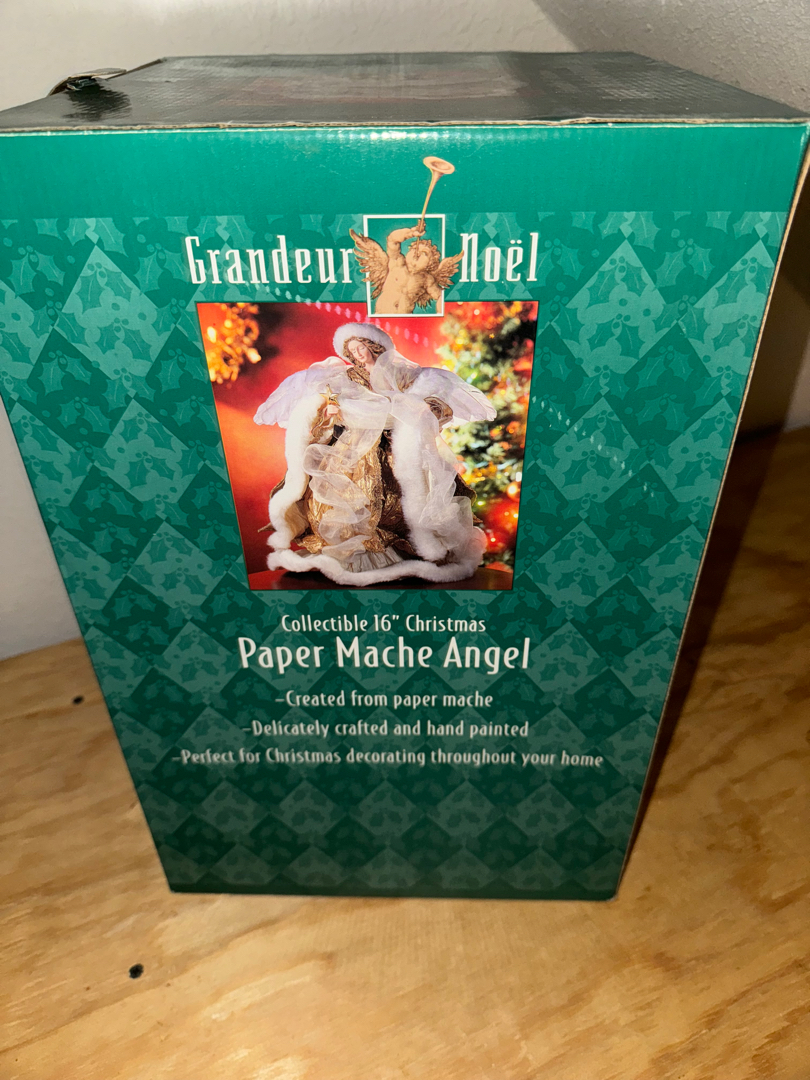 Grandeur Noël
Collectible 16" Christmas
Paper Mache Angel
–Created from paper mache
–Delicately crafted and hand painted
–Perfect for Christmas decorating throughout your home